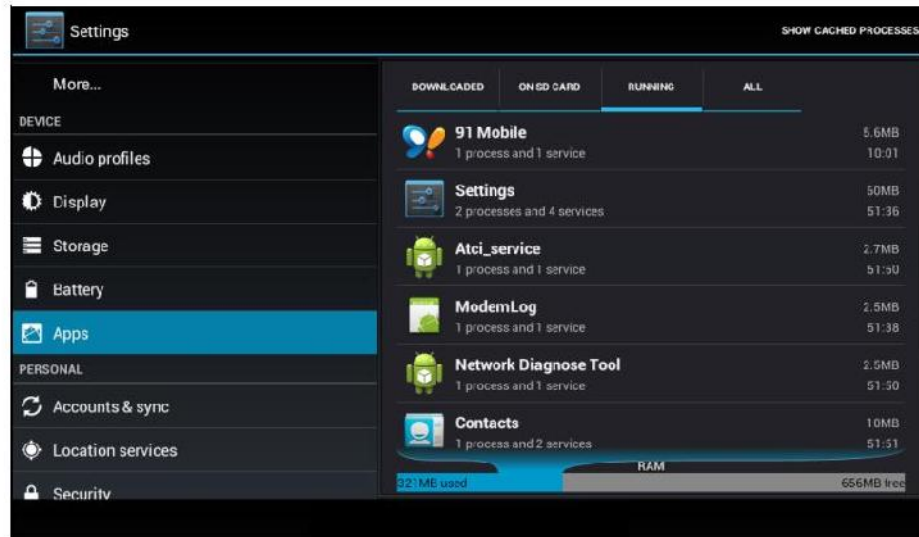 Settings
SHOW CACHED PROCESSES
More...
DEVICE
Audio profiles
Display
Storage
Battery
Apps
PERSONAL
Accounts & sync
Location services
Security
DOWNLOADED
ON SD CARD
RUNNING
ALL
91 Mobile
5.6MB
1 process and 1 service
10:01
Settings
50MB
2 processes and 4 services
51:36
Atci_service
2.7MB
1 process and 1 service
51:50
ModemLog
2.5MB
1 process and 1 service
51:38
Network Diagnose Tool
2.5MB
1 process and 1 service
51:50
Contacts
10MB
1 process and 2 services
51:51
RAM
321MB used
656MB free